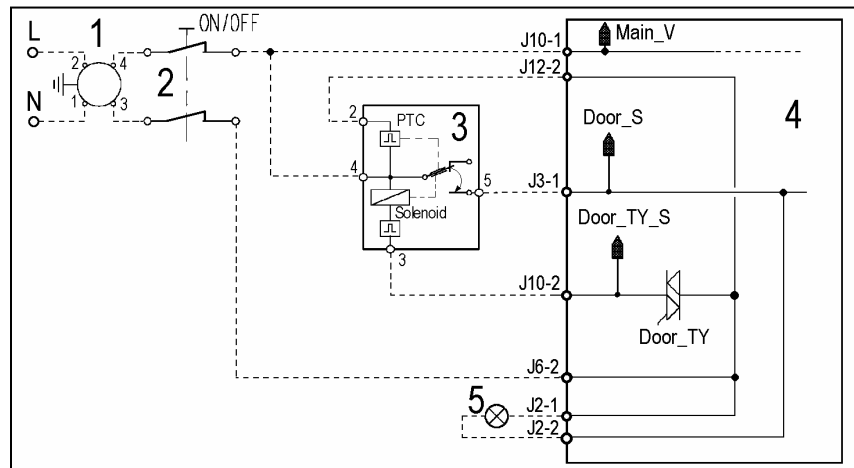 ON/OFF
L
1
2
4
2
N
1
3
J10-1
Main_V
J12-2
2
PTC
3
4
Door_S
4
5
J3-1
Solenoid
Door_TY_S
3
J10-2
Door_TY
J6-2
5
J2-1
J2-2